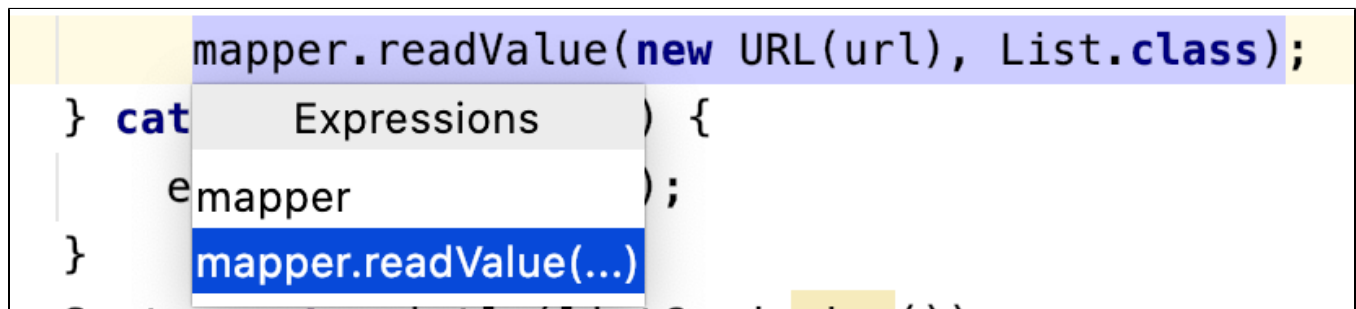 mapper.readValue(new URL(url), List.class);
} cat ) {
Expressions
e );
mapper
}
mapper.readValue(...)